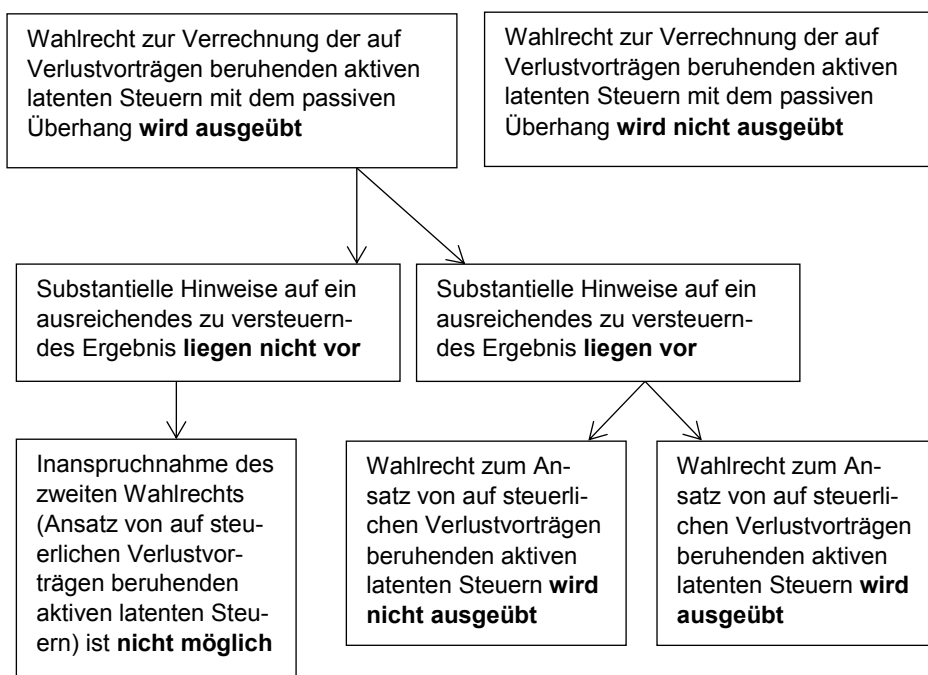 Wahlrecht zur Verrechnung der auf
Verlustvorträgen beruhenden aktiven
latenten Steuern mit dem passiven
Überhang wird ausgeübt
Wahlrecht zur Verrechnung der auf
Verlustvorträgen beruhenden aktiven
latenten Steuern mit dem passiven
Überhang wird nicht ausgeübt
Substantielle Hinweise auf ein
ausreichendes zu versteuern-
des Ergebnis liegen nicht vor
Substantielle Hinweise auf ein
ausreichendes zu versteuern-
des Ergebnis liegen vor
Inanspruchnahme des
zweiten Wahlrechts
(Ansatz von auf steu-
erlichen Verlustvor-
trägen beruhenden
aktiven latenten Steu-
ern) ist nicht möglich
Wahlrecht zum An-
satz von auf steuerli-
chen Verlustvorträgen
beruhenden aktiven
latenten Steuern wird
nicht ausgeübt
Wahlrecht zum An-
satz von auf steuerli-
chen Verlustvorträgen
beruhenden aktiven
latenten Steuern wird
ausgeübt